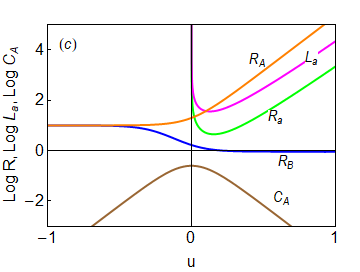 (c)
Log R, Log L_a, Log C_A
4
2
0
−2
R_A
L_a
R_a
R_B
C_A
−1
0
1
u